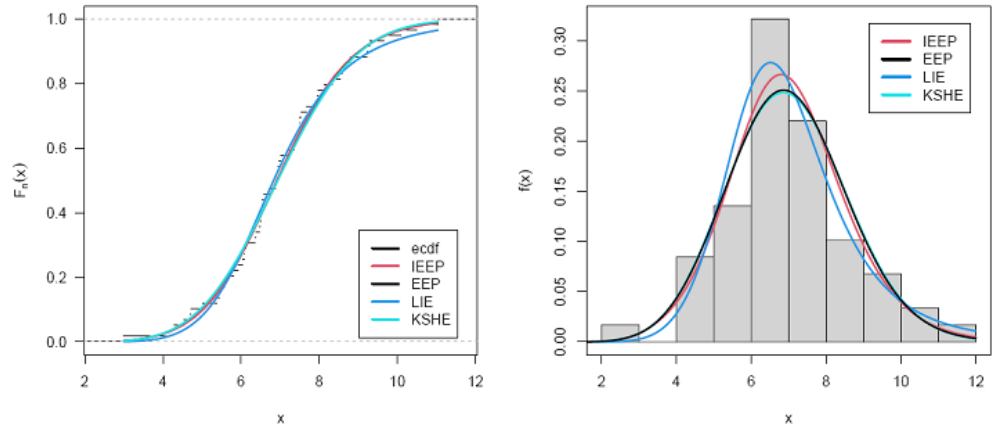 1.0
0.8
0.6
0.4
0.2
0.0
Fn(x)
ecdf
IEEP
EEP
LIE
KSHE
2 4 6 8 10 12
x
0.30
0.25
0.20
0.15
0.10
0.05
0.00
f(x)
IEEP
EEP
LIE
KSHE
2 4 6 8 10 12
x